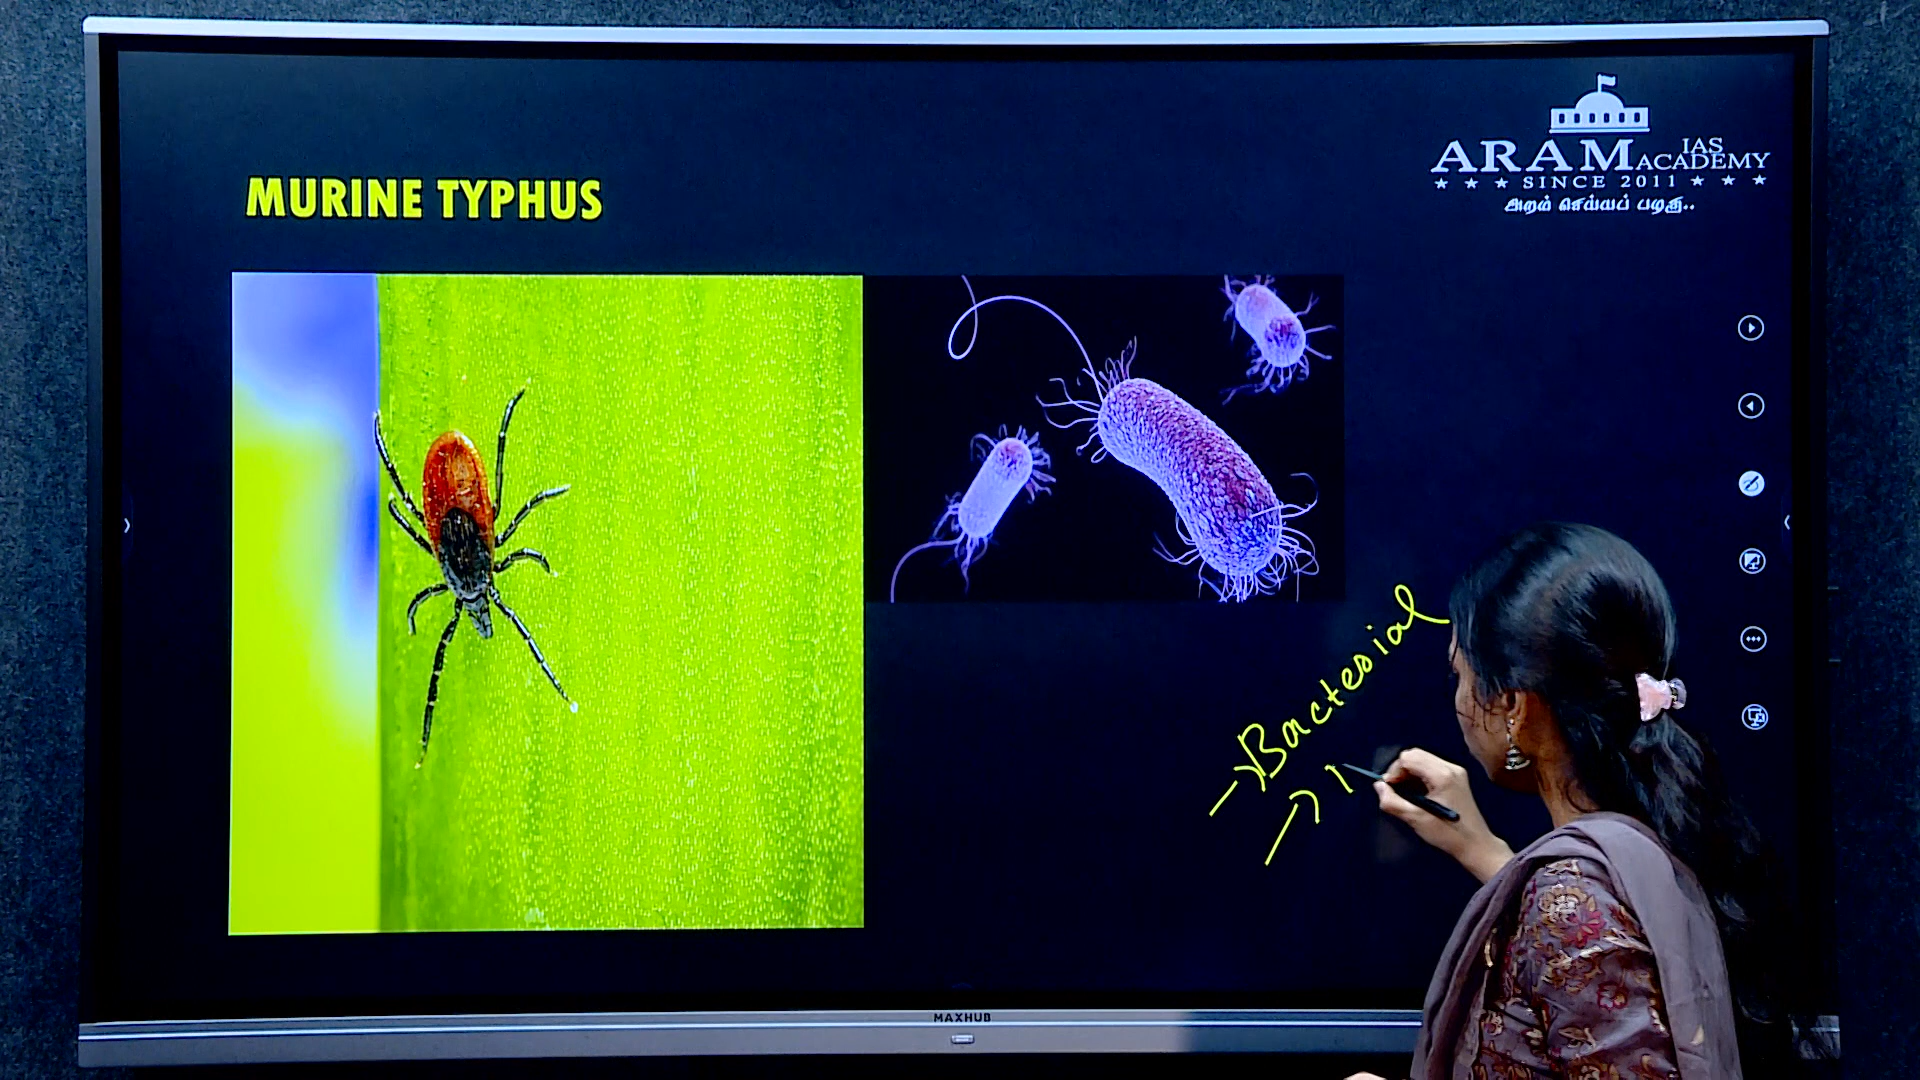 ARAM IAS ACADEMY
★ ★ ★ SINCE 2011 ★ ★ ★
அறம் செய்யப் பழகு..
MURINE TYPHUS
→ Bacterial
→
MAXHUB